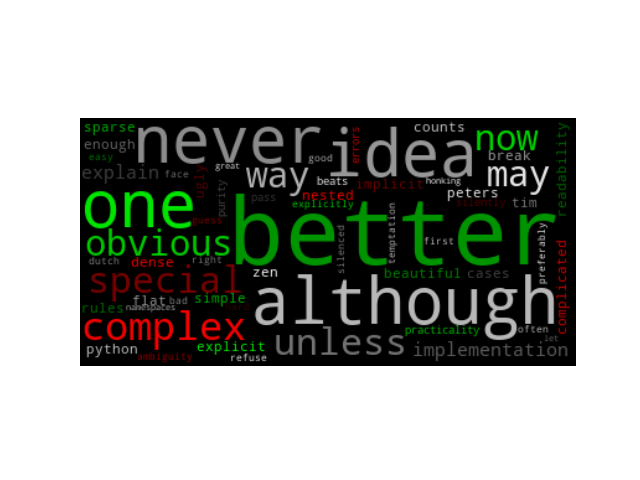 sparse
never
idea
errors
counts
now
readability
enough
easy
good
break
great
explain
face
way
beats
implicit
honking
may
ugly
purity
pass
nested
peters
explicitly
silently
tim
one
guess
better
obvious
silenced
temptation
first
preferably
complicated
dutch
dense
right
zen
beautiful
cases
special
although
flat
bad
simple
rules
namespaces
complex
practicality
often
let
unless
python
explicit
implementation
ambiguity
refuse